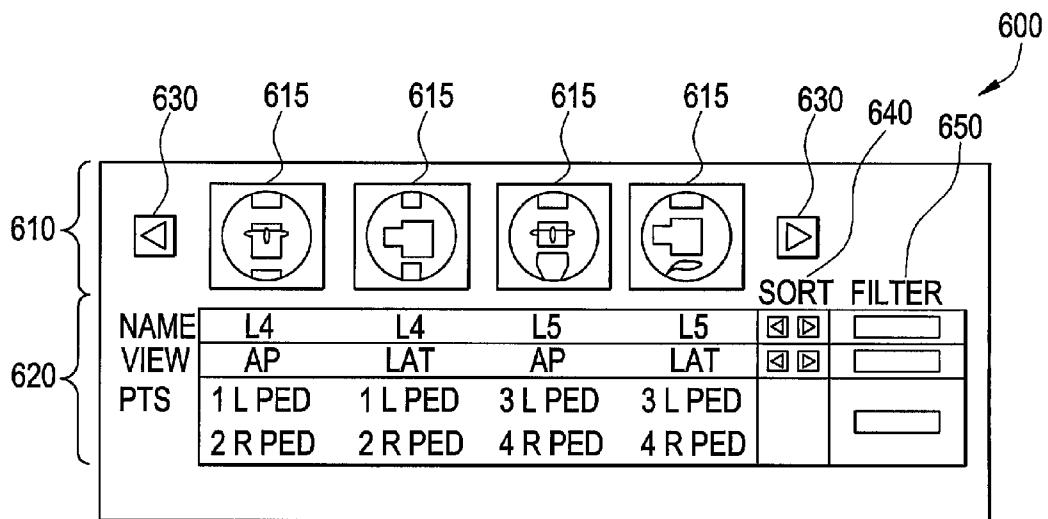 600
630 615 615 615 615 630 640 650
610
SORT FILTER
NAME L4 L4 L5 L5
VIEW AP LAT AP LAT
620
PTS 1 L PED 1 L PED 3 L PED 3 L PED
2 R PED 2 R PED 4 R PED 4 R PED